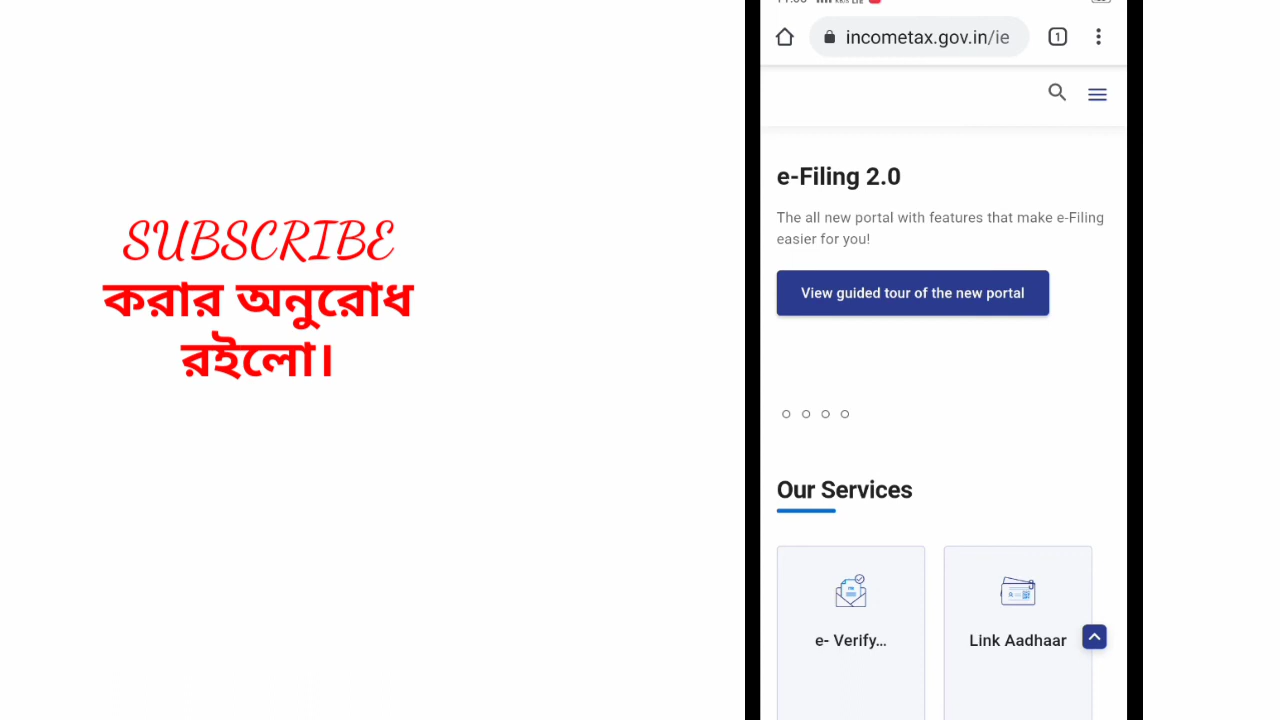 SUBSCRIBE
করার অনুরোধ
রইলো।
incometax.gov.in/ie
1
e-Filing 2.0
The all new portal with features that make e-Filing
easier for you!
View guided tour of the new portal
Our Services
e- Verify...
Link Aadhaar